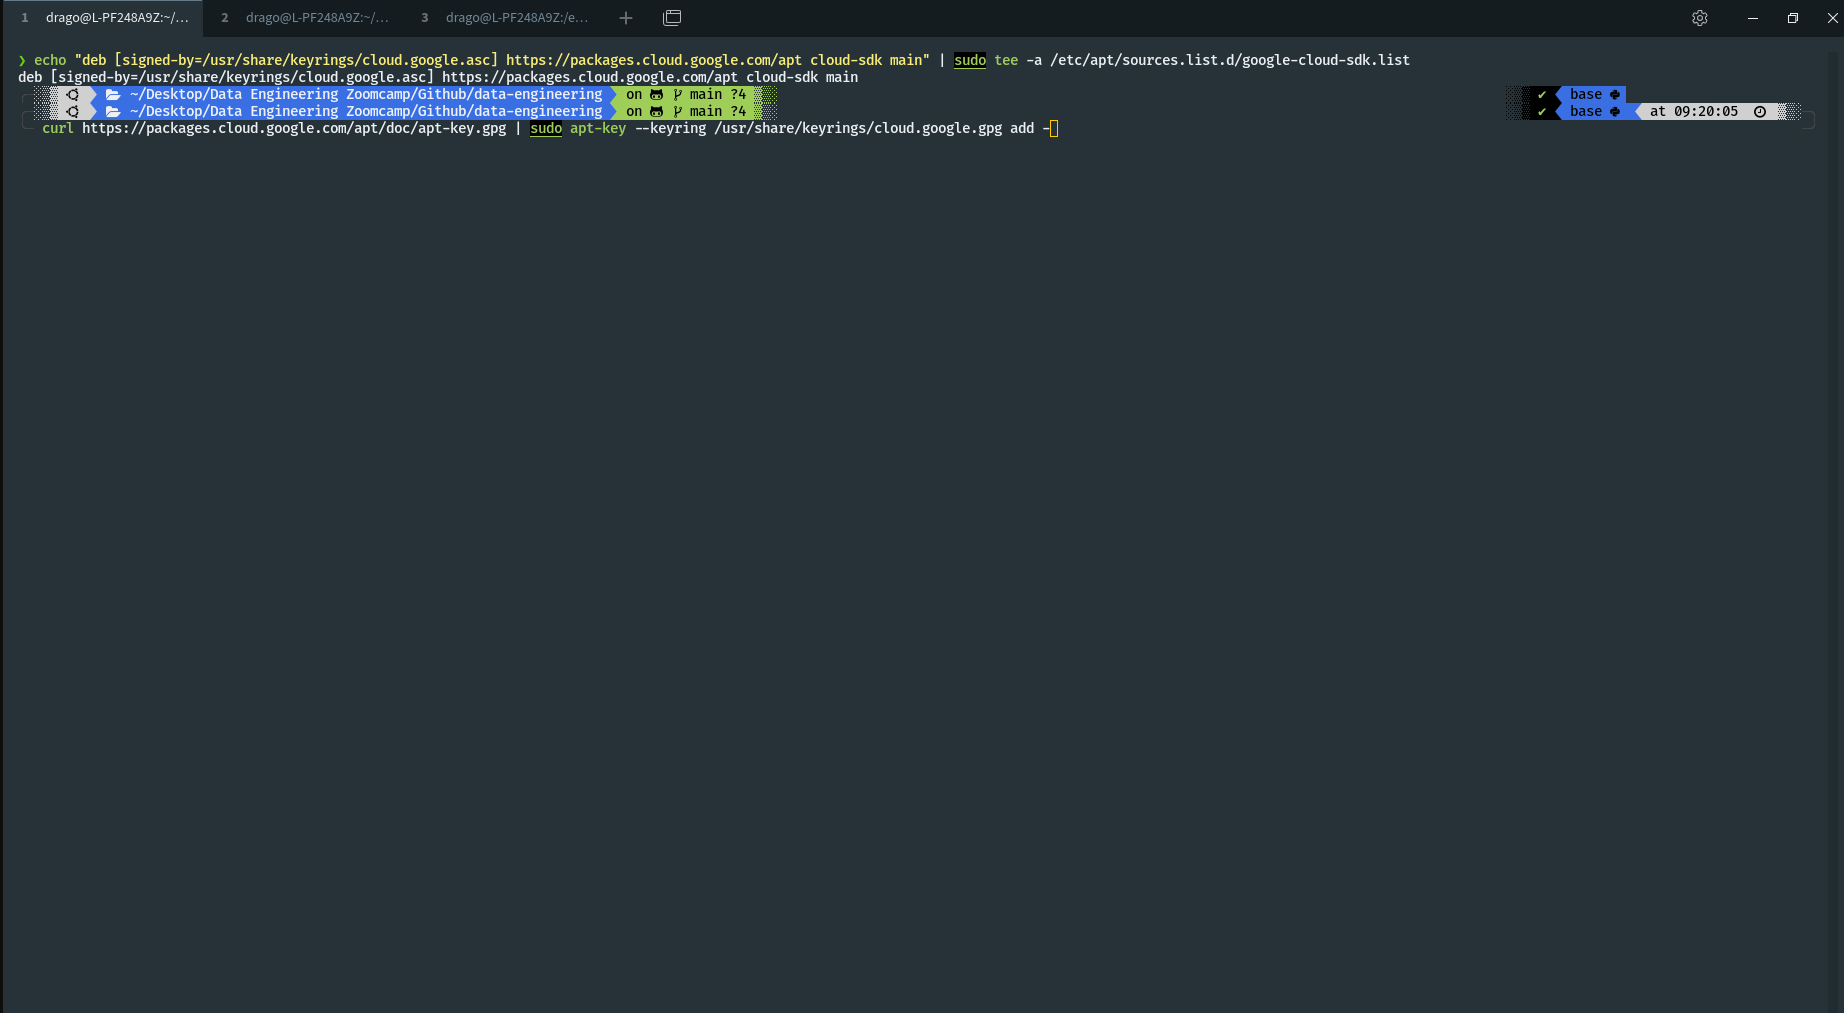 1 drago@L-PF248A9Z:~/... 2 drago@L-PF248A9Z:~/... 3 drago@L-PF248A9Z:/e...
❯ echo "deb [signed-by=/usr/share/keyrings/cloud.google.asc] https://packages.cloud.google.com/apt cloud-sdk main" | sudo tee -a /etc/apt/sources.list.d/google-cloud-sdk.list
deb [signed-by=/usr/share/keyrings/cloud.google.asc] https://packages.cloud.google.com/apt cloud-sdk main
~/Desktop/Data Engineering Zoomcamp/Github/data-engineering on main ?4 ✔ base
~/Desktop/Data Engineering Zoomcamp/Github/data-engineering on main ?4 ✔ base at 09:20:05
curl https://packages.cloud.google.com/apt/doc/apt-key.gpg | sudo apt-key --keyring /usr/share/keyrings/cloud.google.gpg add -